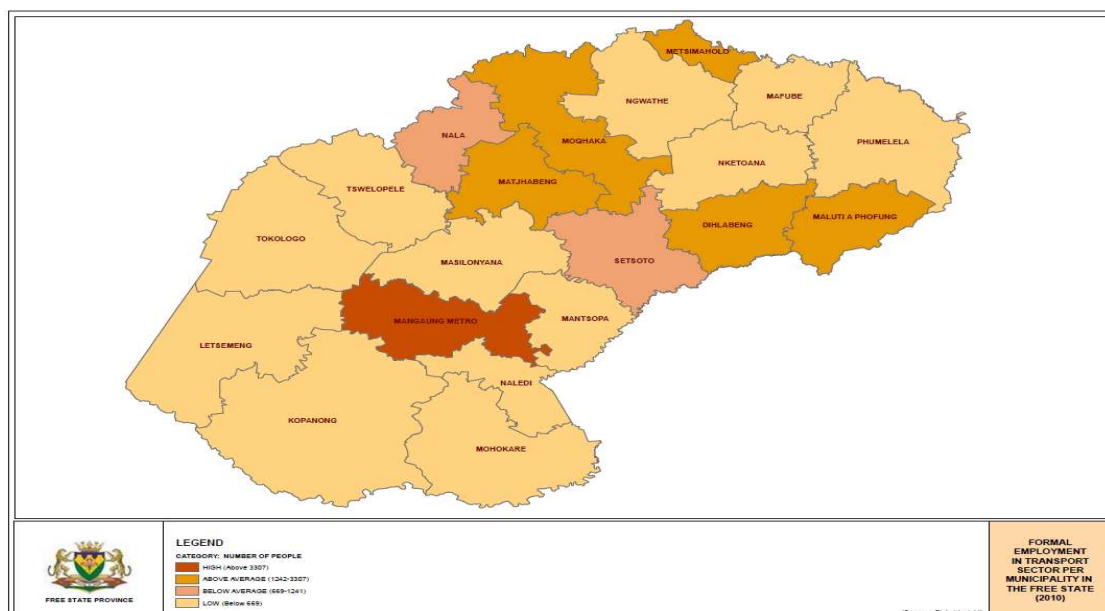 METSIMAHOLO
NGWATHE
MAFUBE
NALA
MOQHAKA
PHUMELELA
NKETOANA
MATJHABENG
TSWELOPELE
MALUTI A PHOFUNG
DIHLABENG
TOKOLOGO
MASILONYANA
SETSOTO
MANGAUNG METRO
MANTSOPA
LETSEMENG
NALEDI
KOPANONG
MOHOKARE
FREE STATE PROVINCE
LEGEND
CATEGORY: NUMBER OF PEOPLE
HIGH (Above 3307)
ABOVE AVERAGE (1242-3307)
BELOW AVERAGE (669-1241)
LOW (Below 669)
FORMAL
EMPLOYMENT
IN TRANSPORT
SECTOR PER
MUNICIPALITY IN
THE FREE STATE
(2010)